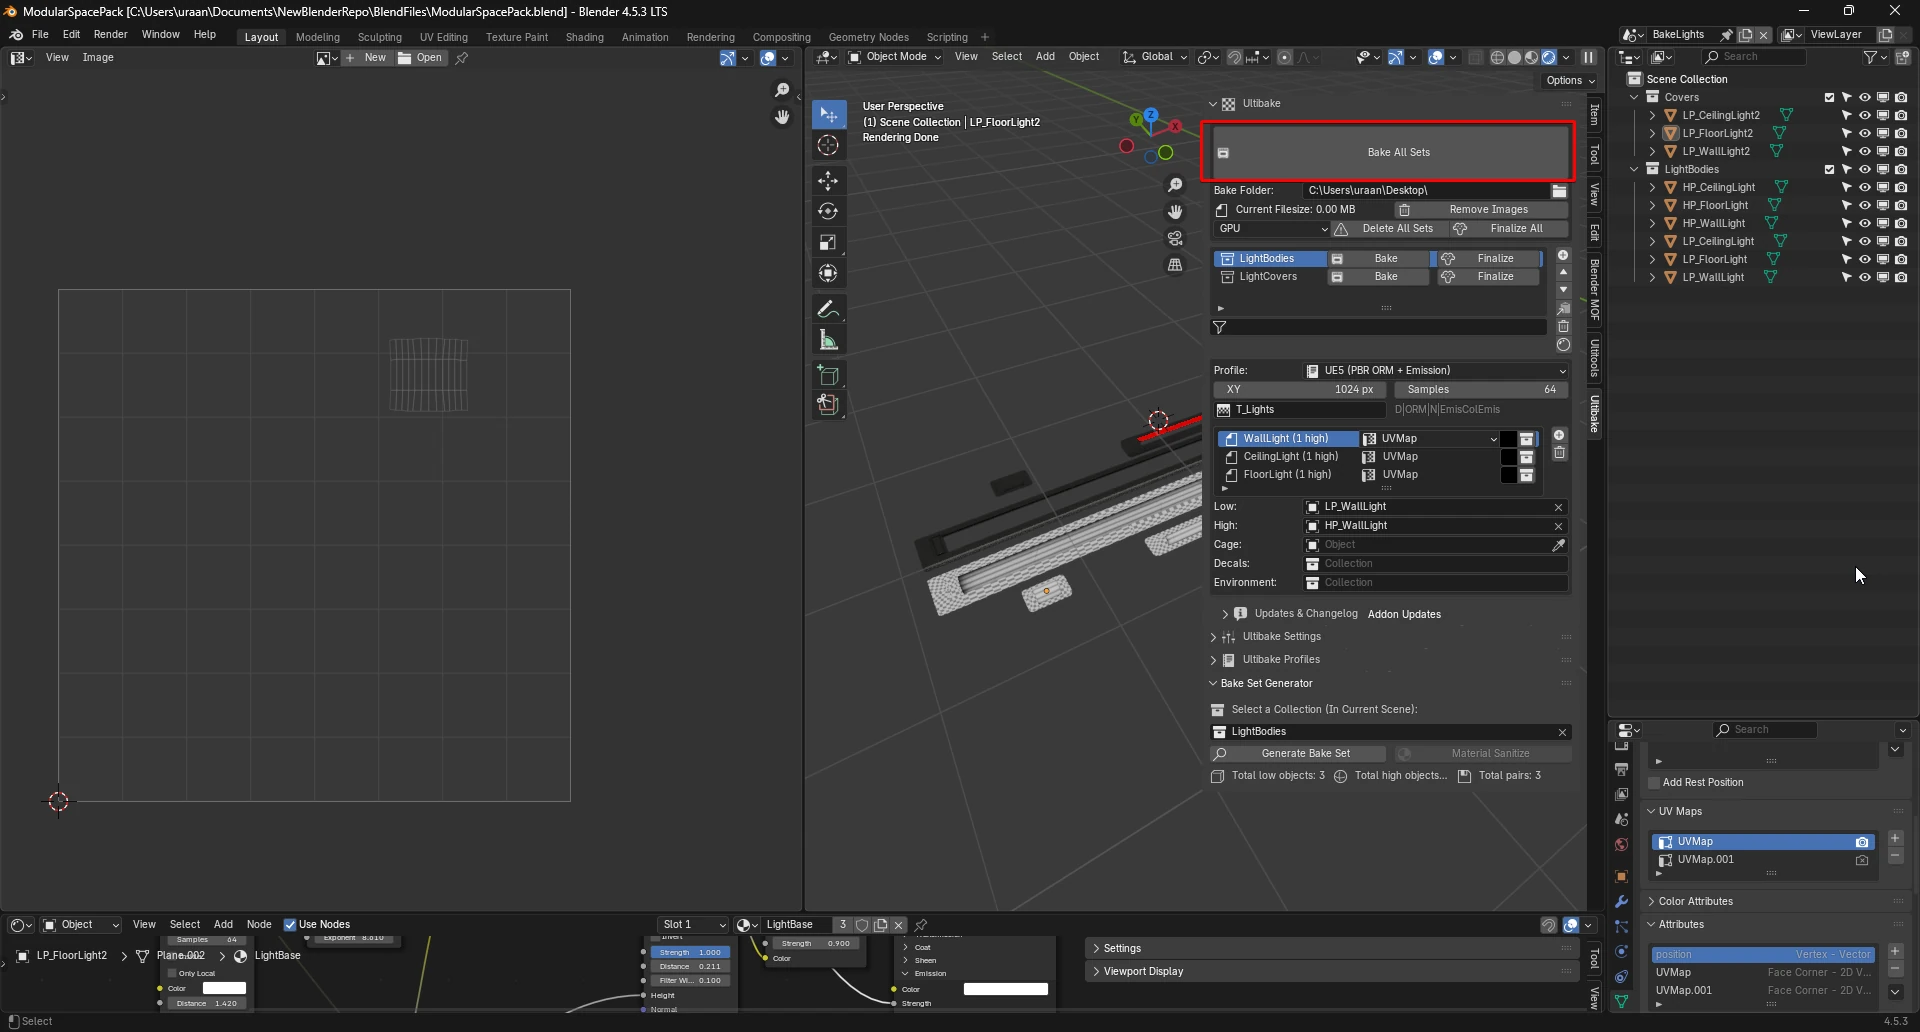 ModularSpacePack [C:\Users\uraan\Documents\NewBlenderRepo\BlendFiles\ModularSpacePack.blend] - Blender 4.5.3 LTS
File Edit Render Window Help Layout Modeling Sculpting UV Editing Texture Paint Shading Animation Rendering Compositing Geometry Nodes Scripting + BakeLights ViewLayer
View Image + New Open Object Mode View Select Add Object Global Search
Options
User Perspective
(1) Scene Collection | LP_FloorLight2
Rendering Done
Z
Y
X
Ultibake
Bake All Sets
Bake Folder: C:\Users\uraan\Desktop\
Current Filesize: 0.00 MB Remove Images
GPU Delete All Sets Finalize All
LightBodies Bake Finalize
LightCovers Bake Finalize
Profile: UE5 (PBR ORM + Emission)
XY 1024 px Samples 64
T_Lights D|ORM|N|EmisColEmis
WallLight (1 high) UVMap
CeilingLight (1 high) UVMap
FloorLight (1 high) UVMap
Low: LP_WallLight
High: HP_WallLight
Cage: Object
Decals: Collection
Environment: Collection
Updates & Changelog Addon Updates
Ultibake Settings
Ultibake Profiles
Bake Set Generator
Select a Collection (In Current Scene):
LightBodies
Generate Bake Set Material Sanitize
Total low objects: 3 Total high objects... Total pairs: 3
Item
Tool
View
Edit
Blender MOF
Ultitools
Ultibake
Scene Collection
Covers
LP_CeilingLight2
LP_FloorLight2
LP_WallLight2
LightBodies
HP_CeilingLight
HP_FloorLight
HP_WallLight
LP_CeilingLight
LP_FloorLight
LP_WallLight
Search
Add Rest Position
UV Maps
UVMap
UVMap.001
Color Attributes
Attributes
position Vertex - Vector
UVMap Face Corner - 2D V...
UVMap.001 Face Corner - 2D V...
Object View Select Add Node Use Nodes Slot 1 LightBase 3
LP_FloorLight2 Plane.002 LightBase
Samples 64
Only Local
Color
Distance 1.420
Exponent 8.610
Invert
Strength 1.000
Distance 0.211
Filter Wi... 0.100
Height
Normal
Strength 0.900
Color
Transmission
Coat
Sheen
Emission
Color
Strength
Settings
Viewport Display
Tool
View
Select
4.5.3